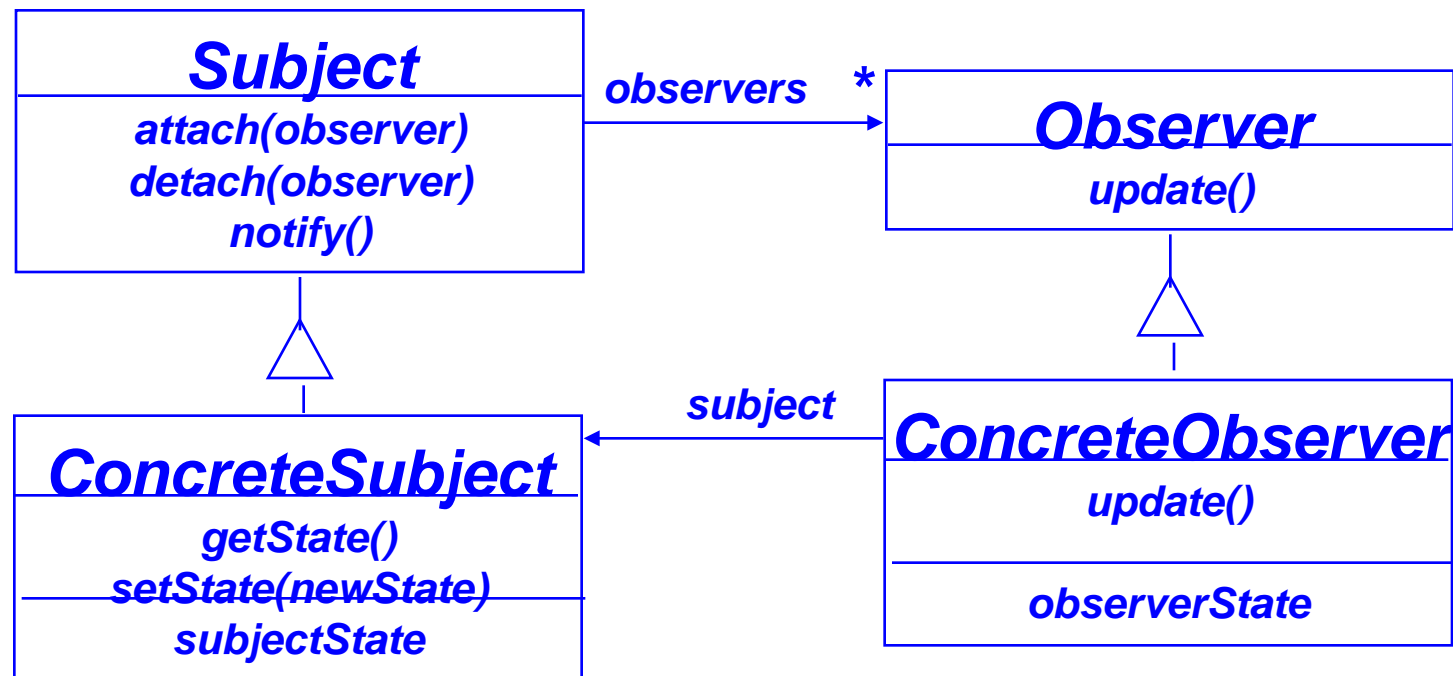 Subject
attach(observer)
detach(observer)
notify()
observers *
Observer
update()
subject
ConcreteSubject
getState()
setState(newState)
subjectState
ConcreteObserver
update()
observerState